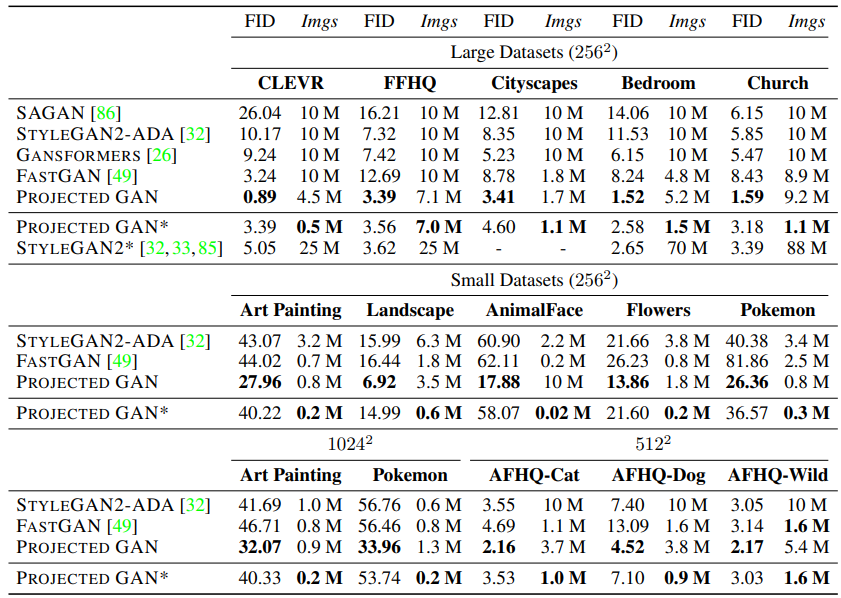 FID Imgs FID Imgs FID Imgs FID Imgs FID Imgs
Large Datasets (256²)
CLEVR FFHQ Cityscapes Bedroom Church
SAGAN [86] 26.04 10 M 16.21 10 M 12.81 10 M 14.06 10 M 6.15 10 M
STYLEGAN2-ADA [32] 10.17 10 M 7.32 10 M 8.35 10 M 11.53 10 M 5.85 10 M
GANSFORMERS [26] 9.24 10 M 7.42 10 M 5.23 10 M 6.15 10 M 5.47 10 M
FASTGAN [49] 3.24 10 M 12.69 10 M 8.78 1.8 M 8.24 4.8 M 8.43 8.9 M
PROJECTED GAN 0.89 4.5 M 3.39 7.1 M 3.41 1.7 M 1.52 5.2 M 1.59 9.2 M
PROJECTED GAN* 3.39 0.5 M 3.56 7.0 M 4.60 1.1 M 2.58 1.5 M 3.18 1.1 M
STYLEGAN2* [32,33,85] 5.05 25 M 3.62 25 M - - 2.65 70 M 3.39 88 M
Small Datasets (256²)
Art Painting Landscape AnimalFace Flowers Pokemon
STYLEGAN2-ADA [32] 43.07 3.2 M 15.99 6.3 M 60.90 2.2 M 21.66 3.8 M 40.38 3.4 M
FASTGAN [49] 44.02 0.7 M 16.44 1.8 M 62.11 0.2 M 26.23 0.8 M 81.86 2.5 M
PROJECTED GAN 27.96 0.8 M 6.92 3.5 M 17.88 10 M 13.86 1.8 M 26.36 0.8 M
PROJECTED GAN* 40.22 0.2 M 14.99 0.6 M 58.07 0.02 M 21.60 0.2 M 36.57 0.3 M
1024² 512²
Art Painting Pokemon AFHQ-Cat AFHQ-Dog AFHQ-Wild
STYLEGAN2-ADA [32] 41.69 1.0 M 56.76 0.6 M 3.55 10 M 7.40 10 M 3.05 10 M
FASTGAN [49] 46.71 0.8 M 56.46 0.8 M 4.69 1.1 M 13.09 1.6 M 3.14 1.6 M
PROJECTED GAN 32.07 0.9 M 33.96 1.3 M 2.16 3.7 M 4.52 3.8 M 2.17 5.4 M
PROJECTED GAN* 40.33 0.2 M 53.74 0.2 M 3.53 1.0 M 7.10 0.9 M 3.03 1.6 M